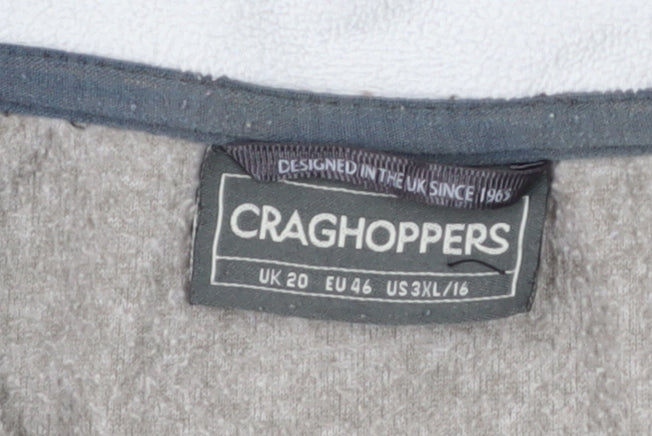 DESIGNED IN THE UK SINCE 1965
CRAGHOPPERS
UK 20 EU 46 US 3XL/16